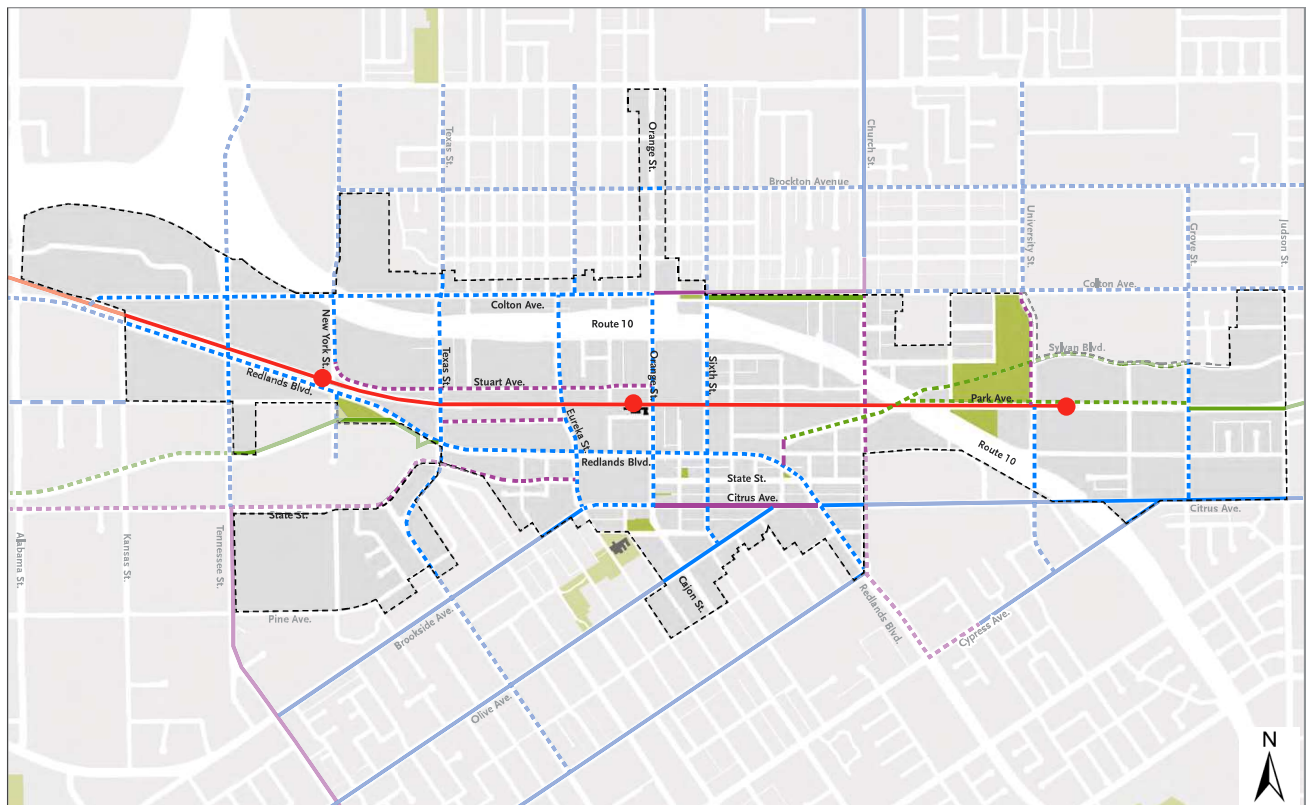 Texas St.
Orange St.
Church St.
Brockton Avenue
University St.
Grove St.
Judson St.
Colton Ave.
Colton Ave.
Route 10
New York St.
Texas St.
Orange St.
Sixth St.
Sylvan Blvd.
Redlands Blvd.
Stuart Ave.
Park Ave.
Eureka St.
Redlands Blvd.
Route 10
State St.
Citrus Ave.
Citrus Ave.
State St.
Alabama St.
Kansas St.
Tennessee St.
Pine Ave.
Brookside Ave.
Cajon St.
Redlands Blvd.
Cypress Ave.
Olive Ave.
N